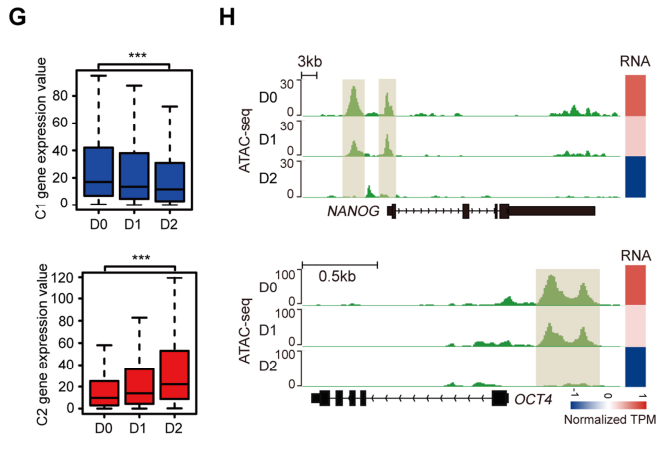 G
***
C1 gene expression value
80
60
40
20
0
D0 D1 D2
***
C2 gene expression value
120
100
80
60
40
20
0
D0 D1 D2
H
3kb
RNA
ATAC-seq
30
D0
0
30
D1
0
30
D2
0
NANOG
0.5kb
RNA
ATAC-seq
100
D0
0
100
D1
0
100
D2
0
OCT4
-1 0 1
Normalized TPM